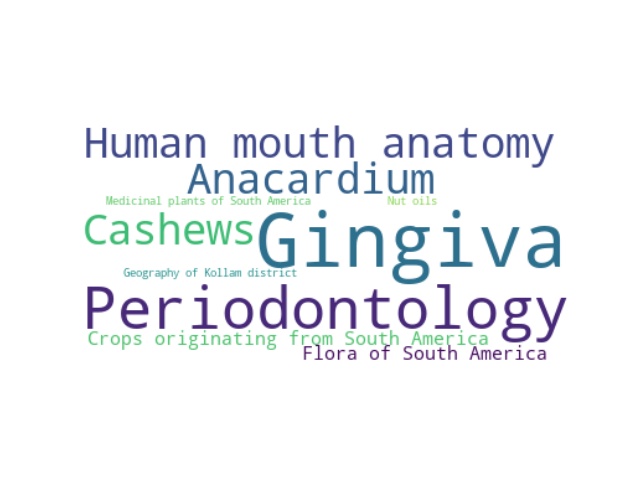 Human mouth anatomy
Anacardium
Medicinal plants of South America
Nut oils
Cashews
Gingiva
Geography of Kollam district
Periodontology
Crops originating from South America
Flora of South America